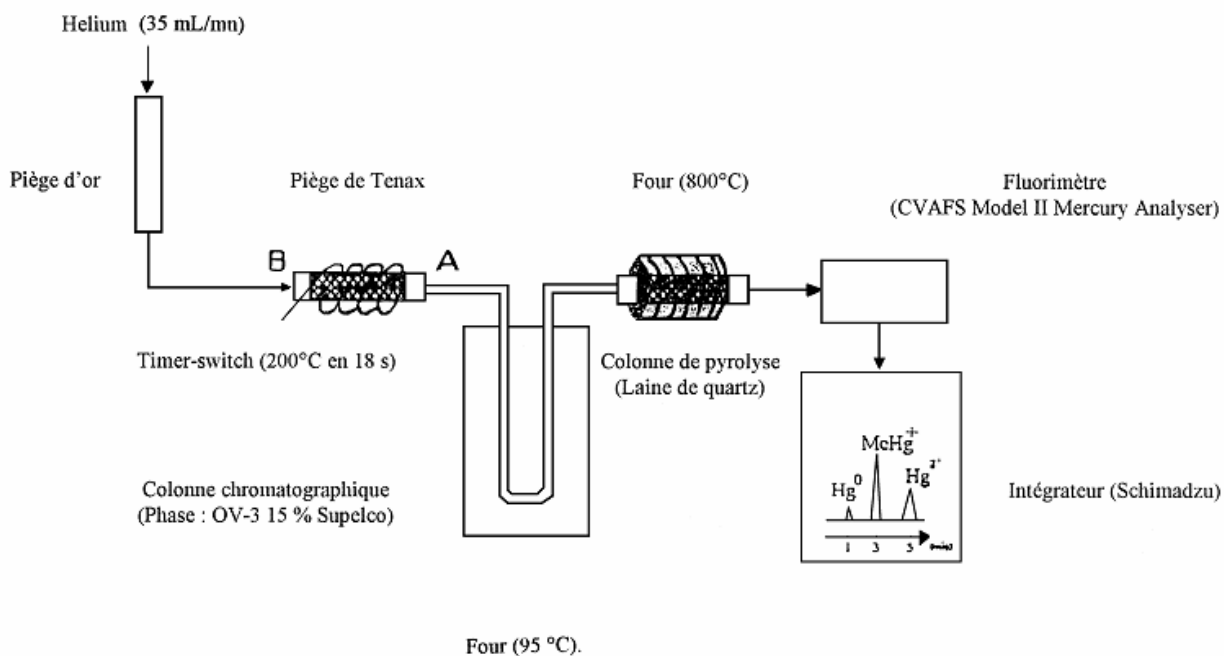 Helium (35 mL/mn)
Piège d'or
Piège de Tenax
Four (800°C)
Fluorimètre
(CVAFS Model II Mercury Analyser)
B
A
Timer-switch (200°C en 18 s)
Colonne de pyrolyse
(Laine de quartz)
Colonne chromatographique
(Phase : OV-3 15 % Supelco)
Hg⁰
MeHg⁺
Hg²⁺
1 3 5 (min)
Intégrateur (Schimadzu)
Four (95 °C).